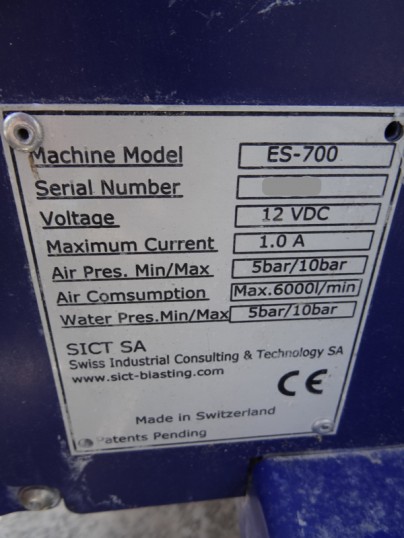 Machine Model ES-700
Serial Number
Voltage 12 VDC
Maximum Current 1.0 A
Air Pres. Min/Max 5bar/10bar
Air Comsumption Max.6000l/min
Water Pres.Min/Max 5bar/10bar
SICT SA
Swiss Industrial Consulting & Technology SA
www.sict-blasting.com
CE
Made in Switzerland
Patents Pending